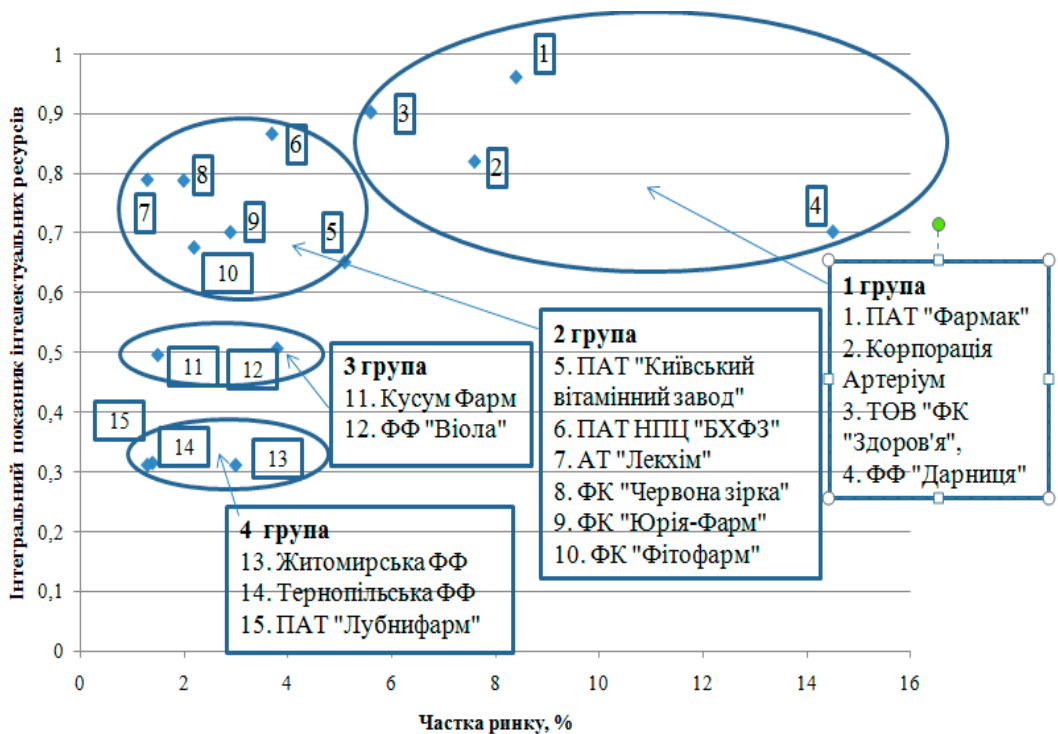 Інтегральний показник інтелектуальних ресурсів
1
0,9
0,8
0,7
0,6
0,5
0,4
0,3
0,2
0,1
0
0
2
4
6
8
10
12
14
16
Частка ринку, %
1
3
2
4
6
8
7
9
5
10
11
12
15
14
13
1 група
1. ПАТ "Фармак"
2. Корпорація
Артеріум
3. ТОВ "ФК
"Здоров'я",
4. ФФ "Дарниця"
2 група
5. ПАТ "Київський
вітамінний завод"
6. ПАТ НПЦ "БХФЗ"
7. АТ "Лекхім"
8. ФК "Червона зірка"
9. ФК "Юрія-Фарм"
10. ФК "Фітофарм"
3 група
11. Кусум Фарм
12. ФФ "Віола"
4 група
13. Житомирська ФФ
14. Тернопільська ФФ
15. ПАТ "Лубнифарм"